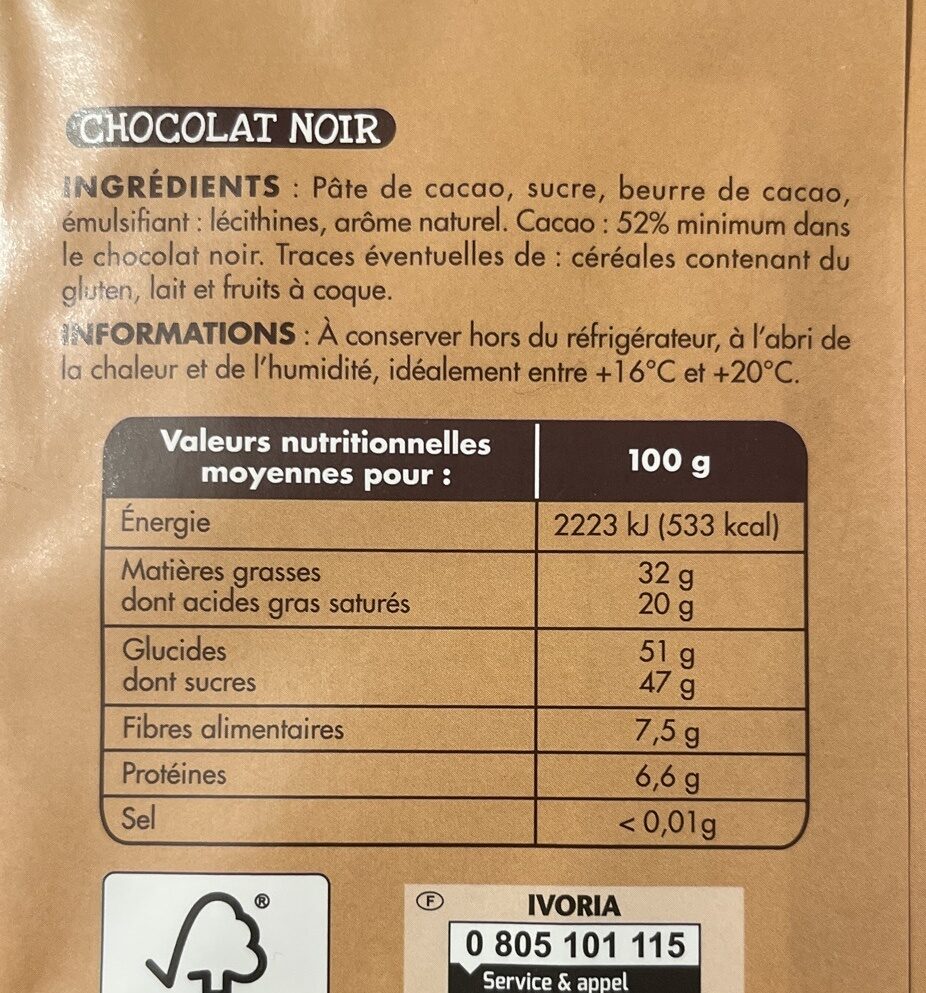 CHOCOLAT NOIR
INGRÉDIENTS : Pâte de cacao, sucre, beurre de cacao,
émulsifiant : lécithines, arôme naturel. Cacao : 52% minimum dans
le chocolat noir. Traces éventuelles de : céréales contenant du
gluten, lait et fruits à coque.
INFORMATIONS : À conserver hors du réfrigérateur, à l'abri de
la chaleur et de l'humidité, idéalement entre +16°C et +20°C.
Valeurs nutritionnelles
moyennes pour :
100 g
Énergie 2223 kJ (533 kcal)
Matières grasses 32 g
dont acides gras saturés 20 g
Glucides 51 g
dont sucres 47 g
Fibres alimentaires 7,5 g
Protéines 6,6 g
Sel < 0,01g
®
F IVORIA
0 805 101 115
Service & appel